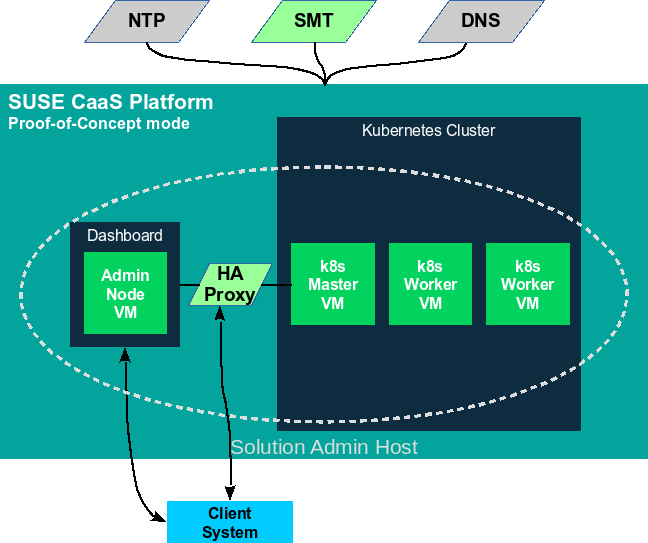 NTP
SMT
DNS
SUSE CaaS Platform
Proof-of-Concept mode
Kubernetes Cluster
Dashboard
Admin
Node
VM
HA
Proxy
k8s
Master
VM
k8s
Worker
VM
k8s
Worker
VM
Solution Admin Host
Client
System